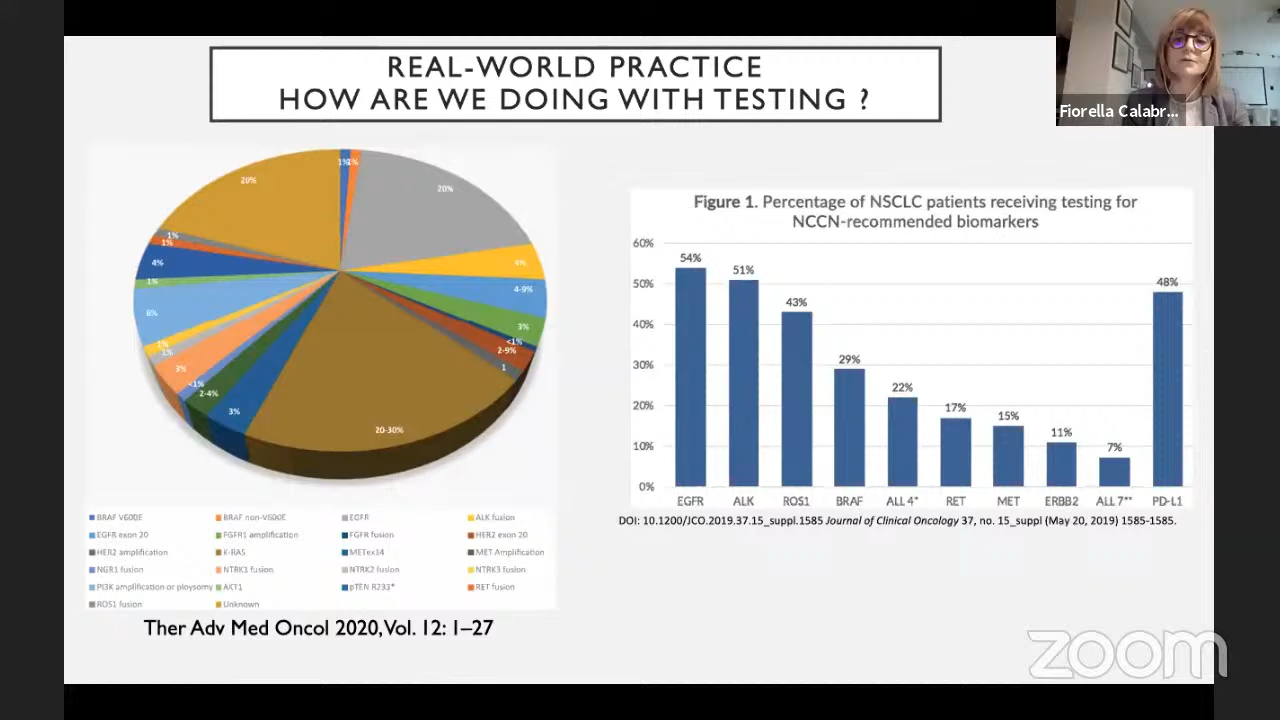 REAL-WORLD PRACTICE
HOW ARE WE DOING WITH TESTING ?
Fiorella Calabr...
1%
1%
20%
4%
4-9%
3%
<1%
2-9%
1
20-30%
3%
2-4%
<1%
3%
1%
1%
6%
1%
4%
1%
1%
20%
BRAF V600E
BRAF non-V600E
EGFR
ALK fusion
EGFR exon 20
FGFR1 amplification
FGFR fusion
HER2 exon 20
HER2 amplification
K-RAS
METex14
MET Amplification
NGR1 fusion
NTRK1 fusion
NTRK2 fusion
NTRK3 fusion
PI3K amplification or ploysomy
AKT1
pTEN R233*
RET fusion
ROS1 fusion
Unknown
Ther Adv Med Oncol 2020,Vol. 12: 1–27
Figure 1. Percentage of NSCLC patients receiving testing for
NCCN-recommended biomarkers
60%
50%
40%
30%
20%
10%
0%
54%
51%
43%
29%
22%
17%
15%
11%
7%
48%
EGFR
ALK
ROS1
BRAF
ALL 4*
RET
MET
ERBB2
ALL 7**
PD-L1
DOI: 10.1200/JCO.2019.37.15_suppl.1585 Journal of Clinical Oncology 37, no. 15_suppl (May 20, 2019) 1585-1585.
zoom